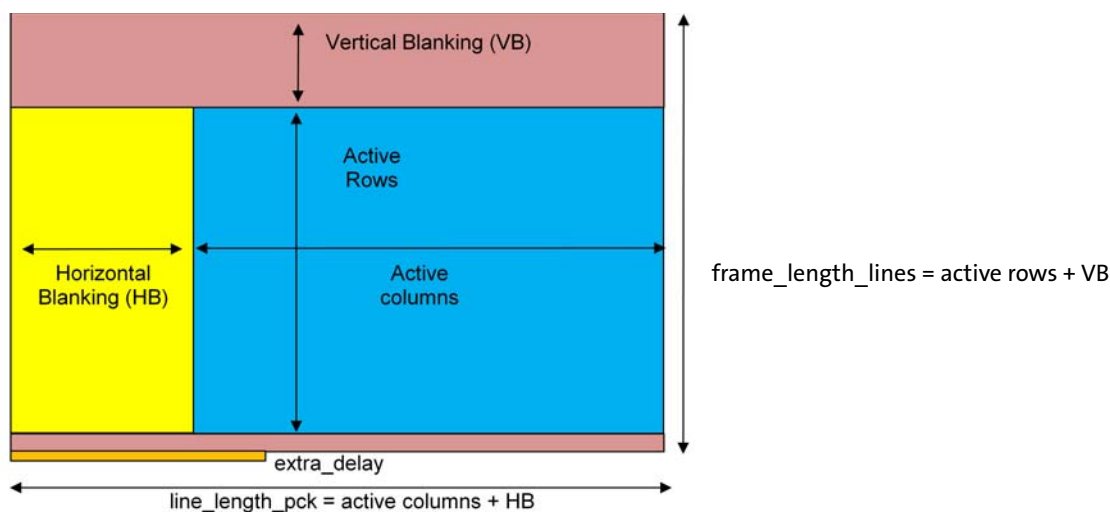 Vertical Blanking (VB)
Active
Rows
Horizontal
Blanking (HB)
Active
columns
frame_length_lines = active rows + VB
extra_delay
line_length_pck = active columns + HB